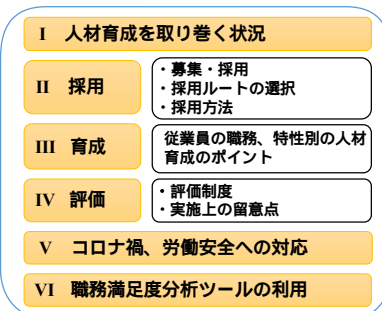 I 人材育成を取り巻く状況
II 採用
・募集・採用
・採用ルートの選択
・採用方法
III 育成
従業員の職務、特性別の人材
育成のポイント
IV 評価
・評価制度
・実施上の留意点
V コロナ禍、労働安全への対応
VI 職務満足度分析ツールの利用